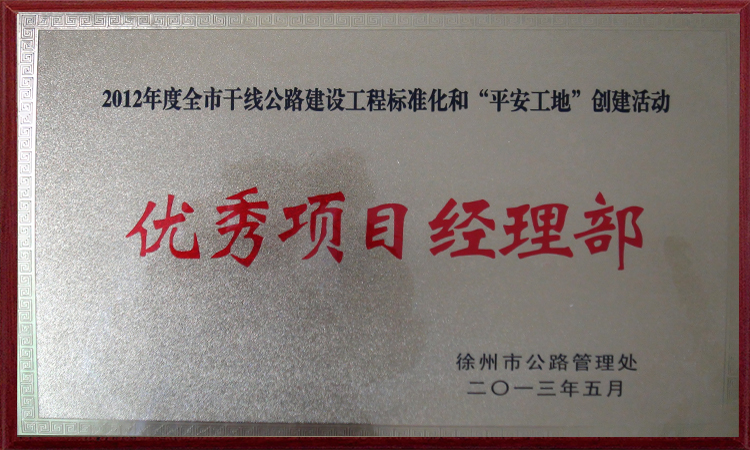 2012年度全市干线公路建设工程标准化和“平安工地”创建活动
优秀项目经理部
徐州市公路管理处
二〇一三年五月